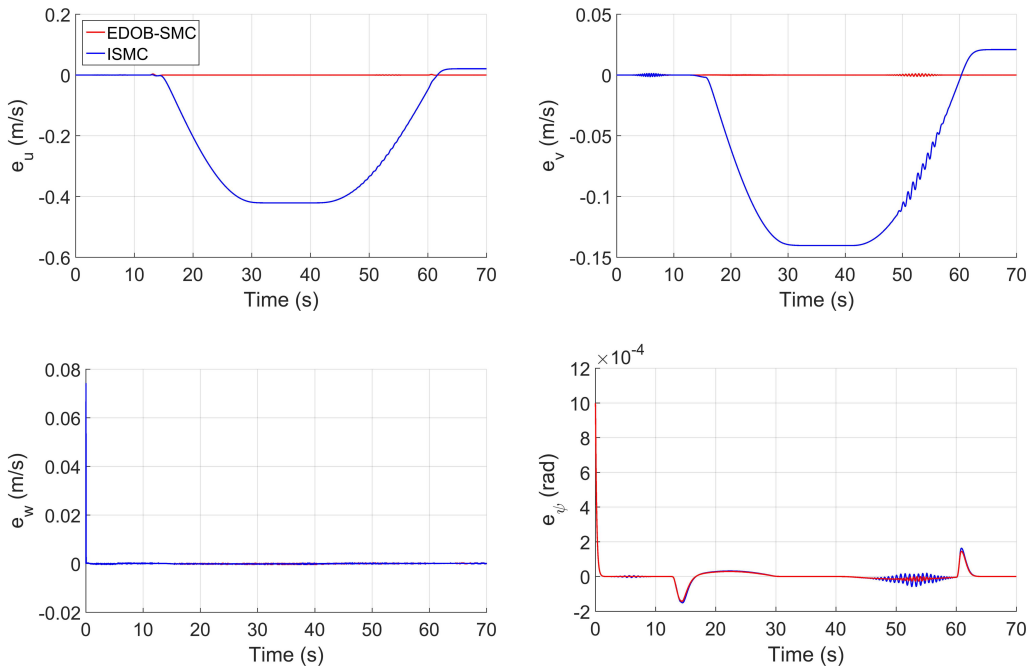 0.2
0
-0.2
-0.4
-0.6
e_u (m/s)
EDOB-SMC
ISMC
0 10 20 30 40 50 60 70
Time (s)
0.05
0
-0.05
-0.1
-0.15
e_v (m/s)
0 10 20 30 40 50 60 70
Time (s)
0.08
0.06
0.04
0.02
0
-0.02
e_w (m/s)
0 10 20 30 40 50 60 70
Time (s)
×10^-4
12
10
8
6
4
2
0
-2
e_ψ (rad)
0 10 20 30 40 50 60 70
Time (s)